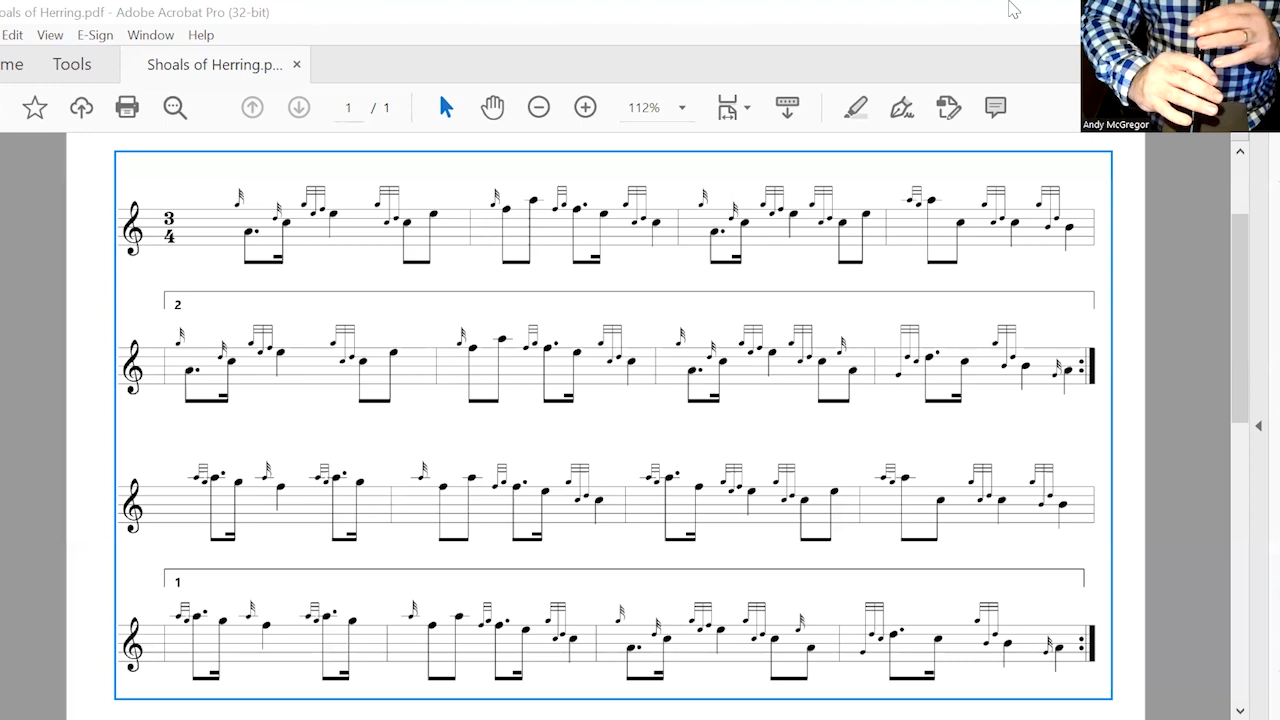 oals of Herring.pdf - Adobe Acrobat Pro (32-bit)
Edit View E-Sign Window Help
me Tools Shoals of Herring.p... ×
1 / 1 112%
Andy McGregor
3
4
2
1